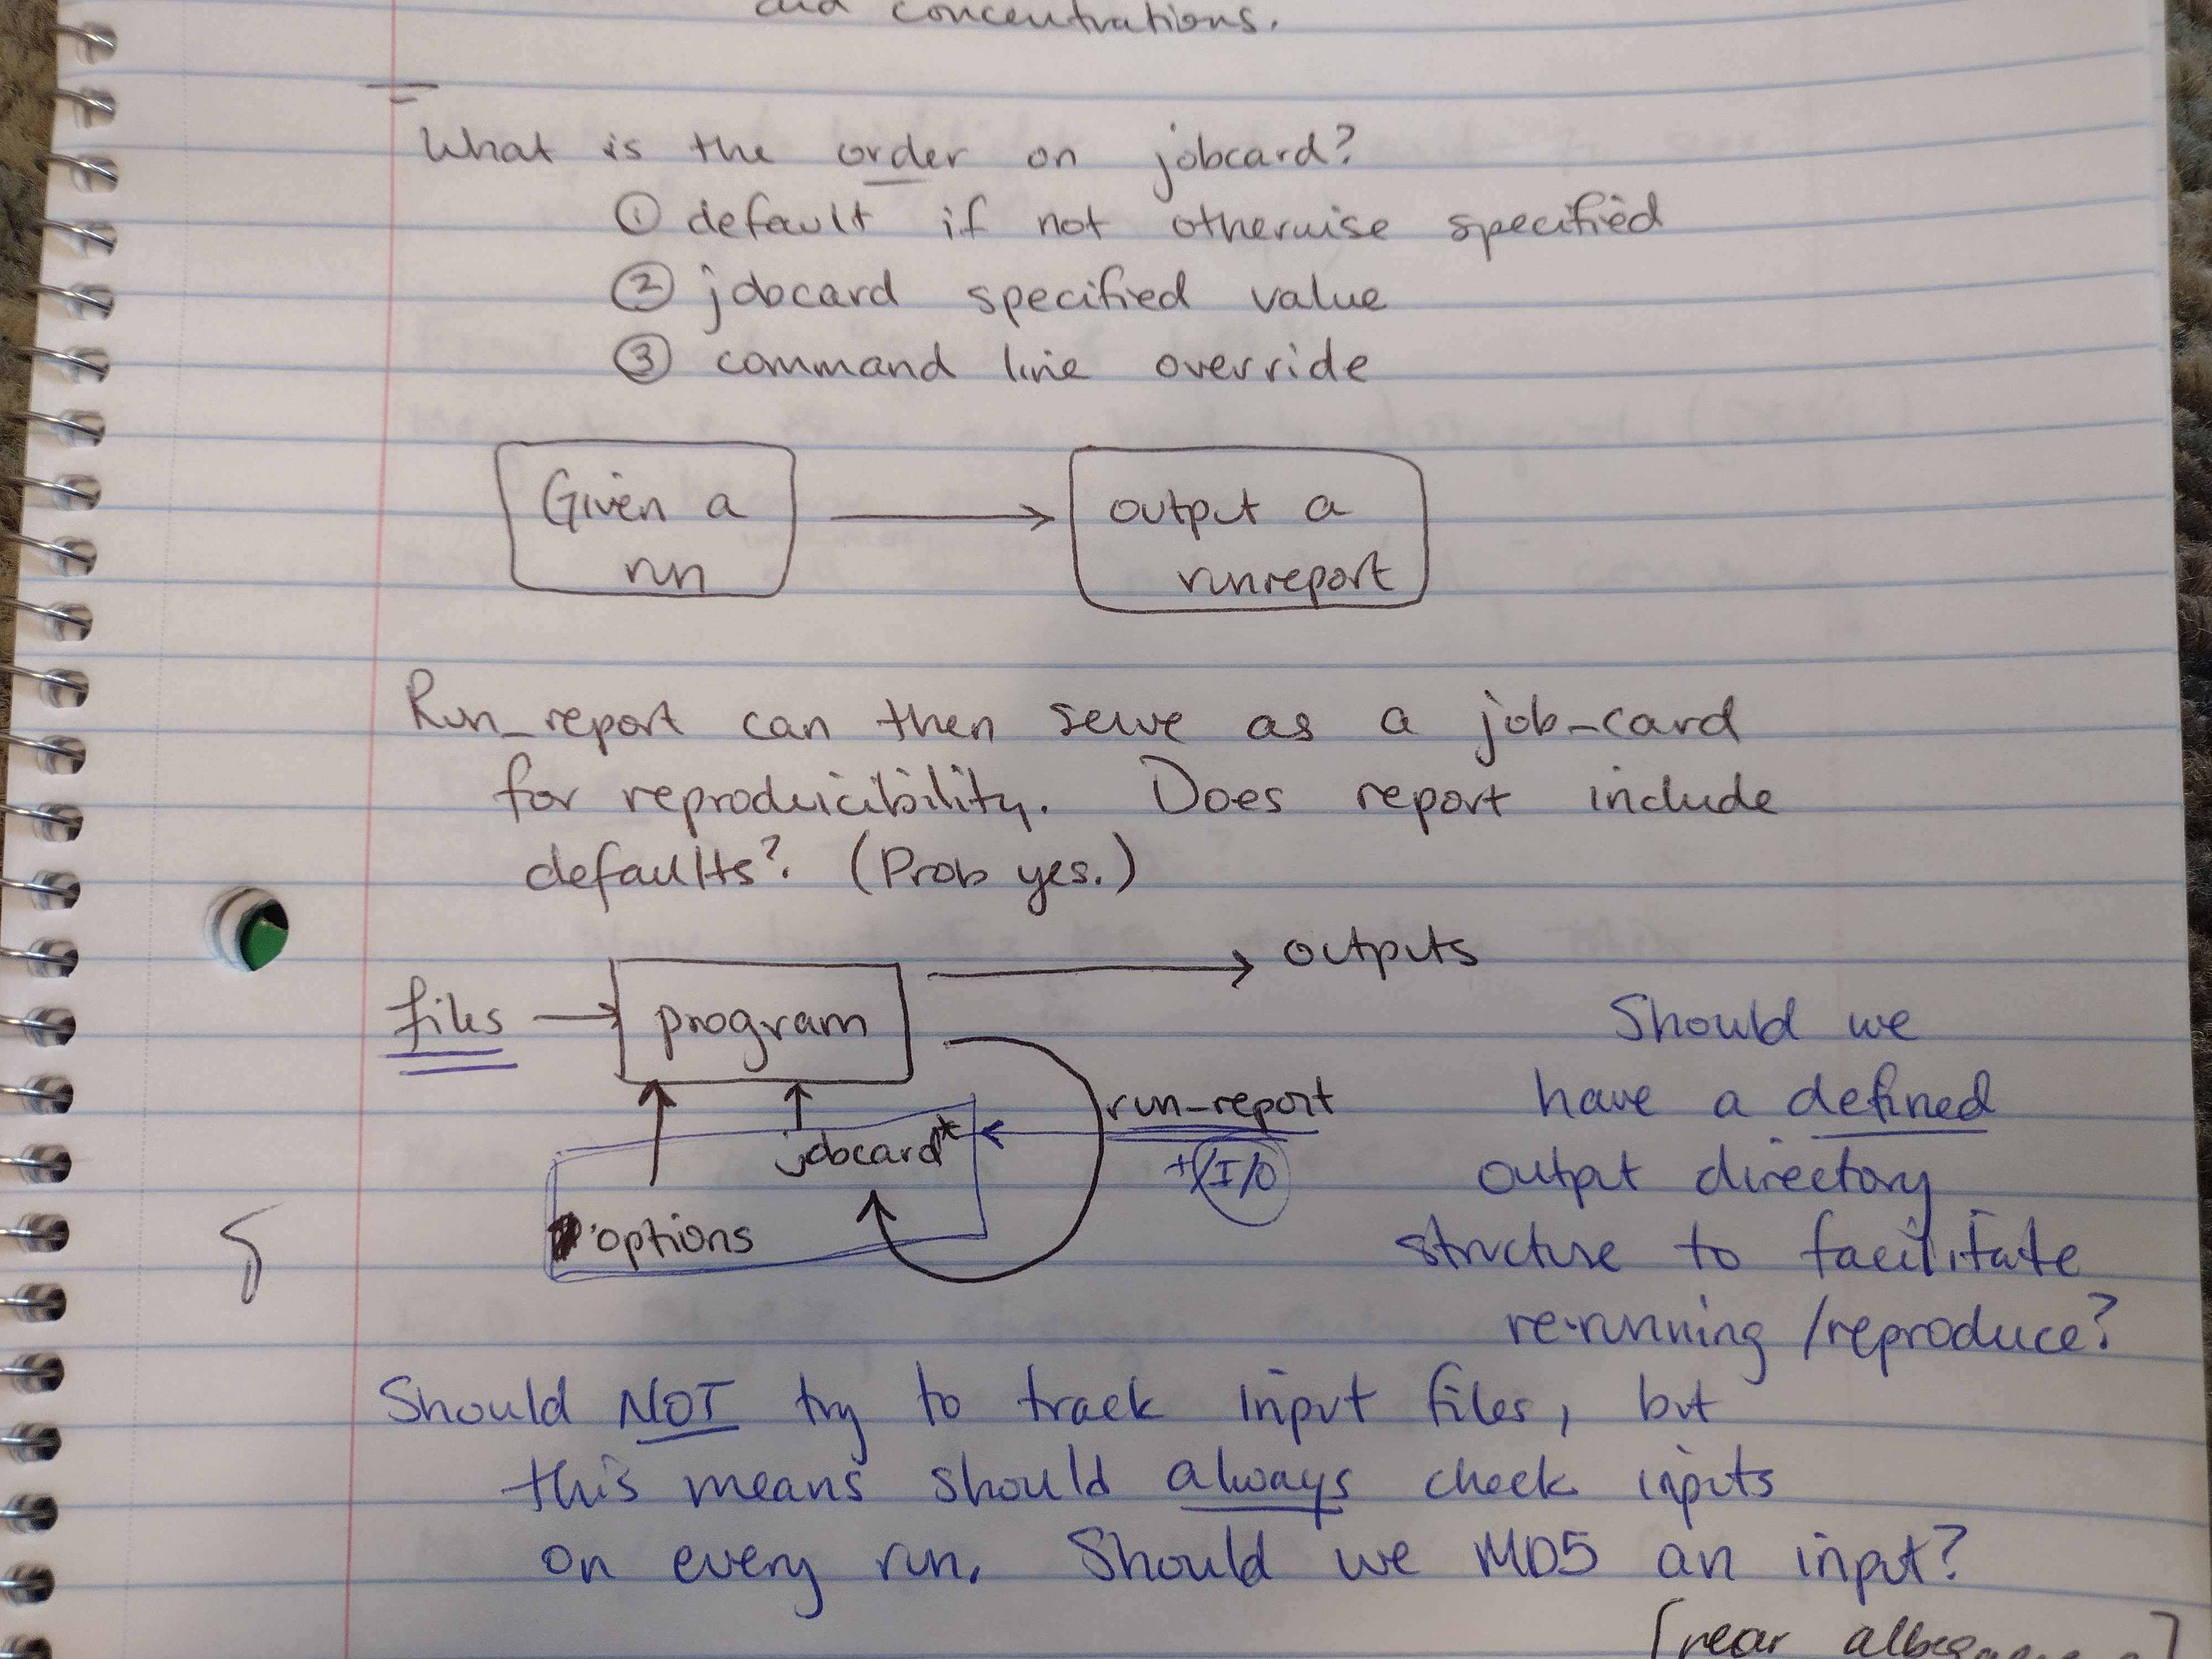 and concentrations.
What is the order on jobcard?
① default if not otherwise specified
② jobcard specified value
③ command line override
Given a
run
output a
runreport
Run_report can then serve as a job-card
for reproduicibility. Does report include
defaults? (Prob yes.)
outputs
files
program
run-report
+/I/O
jobcard*
options
Should we
have a defined
output directory
structure to facilitate
re-running/reproduce?
Should NOT try to track input files, but
this means should always check inputs
on every run. Should we MD5 an input?
[near